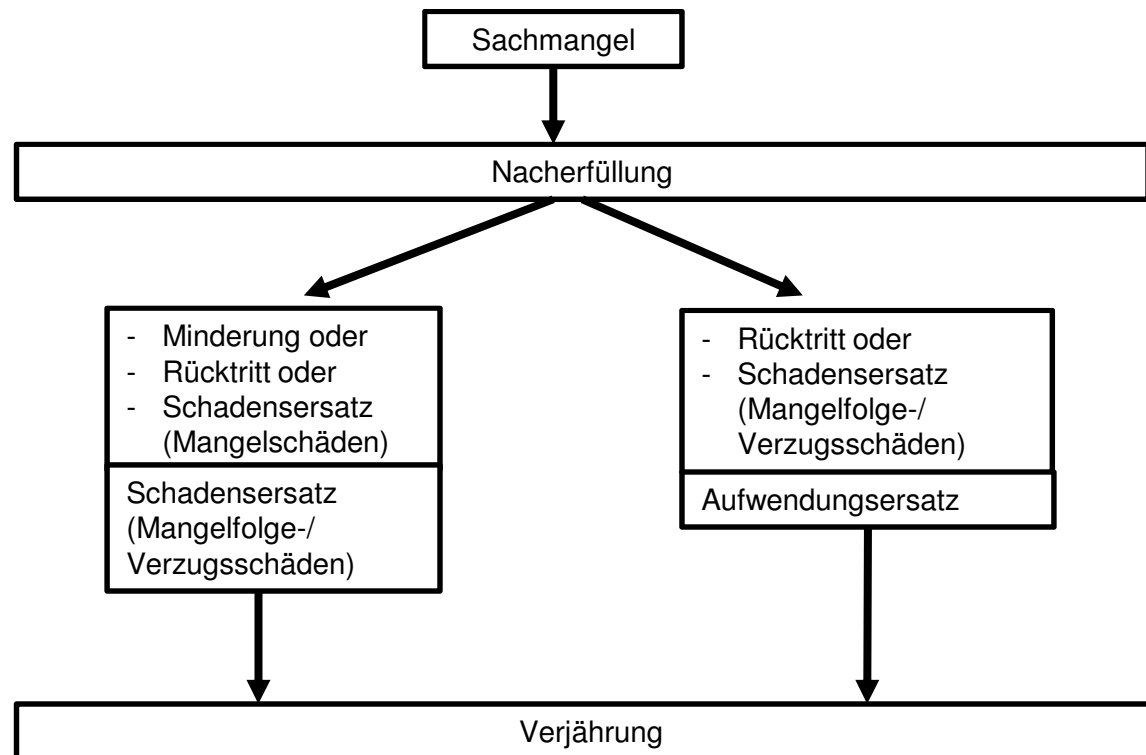 Sachmangel
Nacherfüllung
- Minderung oder
- Rücktritt oder
- Schadensersatz
(Mangelschäden)
Schadensersatz
(Mangelfolge-/
Verzugsschäden)
- Rücktritt oder
- Schadensersatz
(Mangelfolge-/
Verzugsschäden)
Aufwendungsersatz
Verjährung